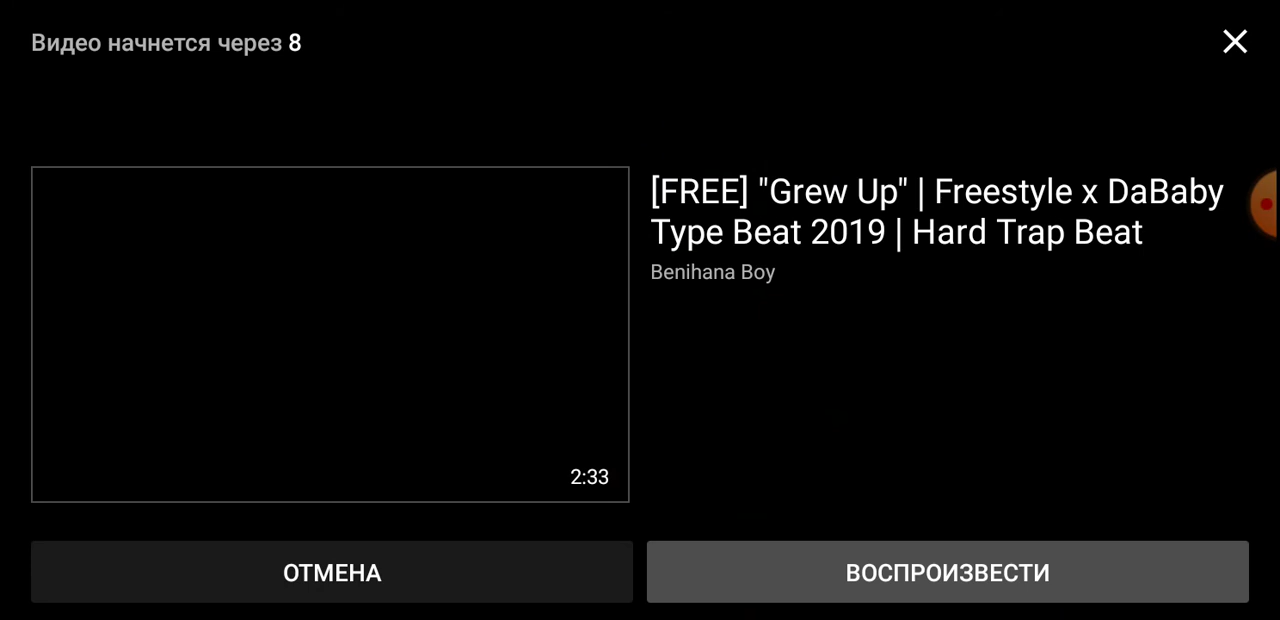 Видео начнется через 8
[FREE] "Grew Up" | Freestyle x DaBaby
Type Beat 2019 | Hard Trap Beat
Benihana Boy
2:33
ОТМЕНА
ВОСПРОИЗВЕСТИ